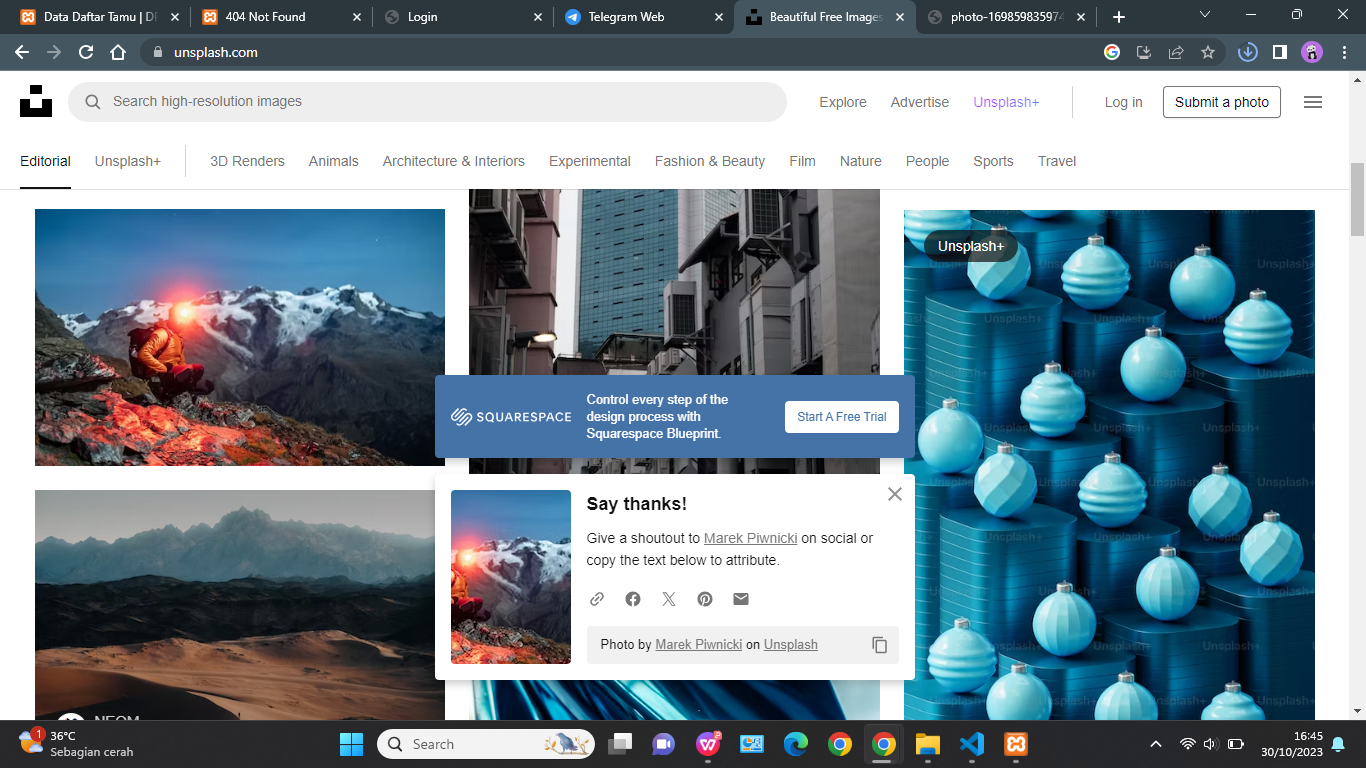 Data Daftar Tamu | DF
404 Not Found
Login
Telegram Web
Beautiful Free Images
photo-16985983597
unsplash.com
Search high-resolution images
Explore
Advertise
Unsplash+
Log in
Submit a photo
Editorial
Unsplash+
3D Renders
Animals
Architecture & Interiors
Experimental
Fashion & Beauty
Film
Nature
People
Sports
Travel
Unsplash+
SQUARESPACE
Control every step of the
design process with
Squarespace Blueprint.
Start A Free Trial
Say thanks!
Give a shoutout to Marek Piwnicki on social or
copy the text below to attribute.
Photo by Marek Piwnicki on Unsplash
NEOM
1
36°C
Sebagian cerah
Search
16:45
30/10/2023